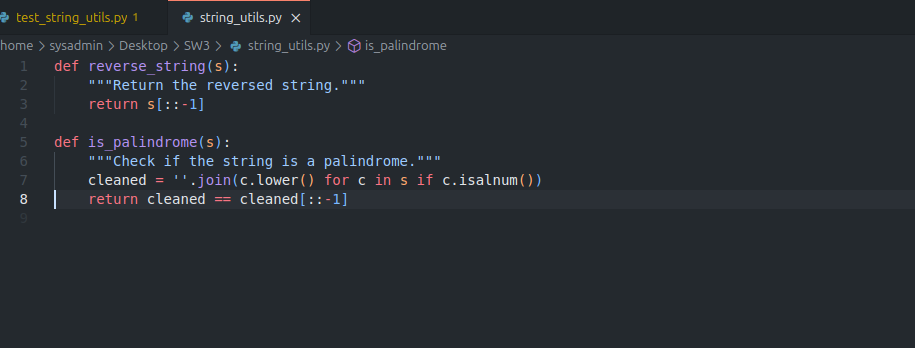 test_string_utils.py 1 string_utils.py ×
home > sysadmin > Desktop > SW3 > string_utils.py > is_palindrome
1 def reverse_string(s):
2     """Return the reversed string."""
3     return s[::-1]
4
5 def is_palindrome(s):
6     """Check if the string is a palindrome."""
7     cleaned = ''.join(c.lower() for c in s if c.isalnum())
8     return cleaned == cleaned[::-1]
9